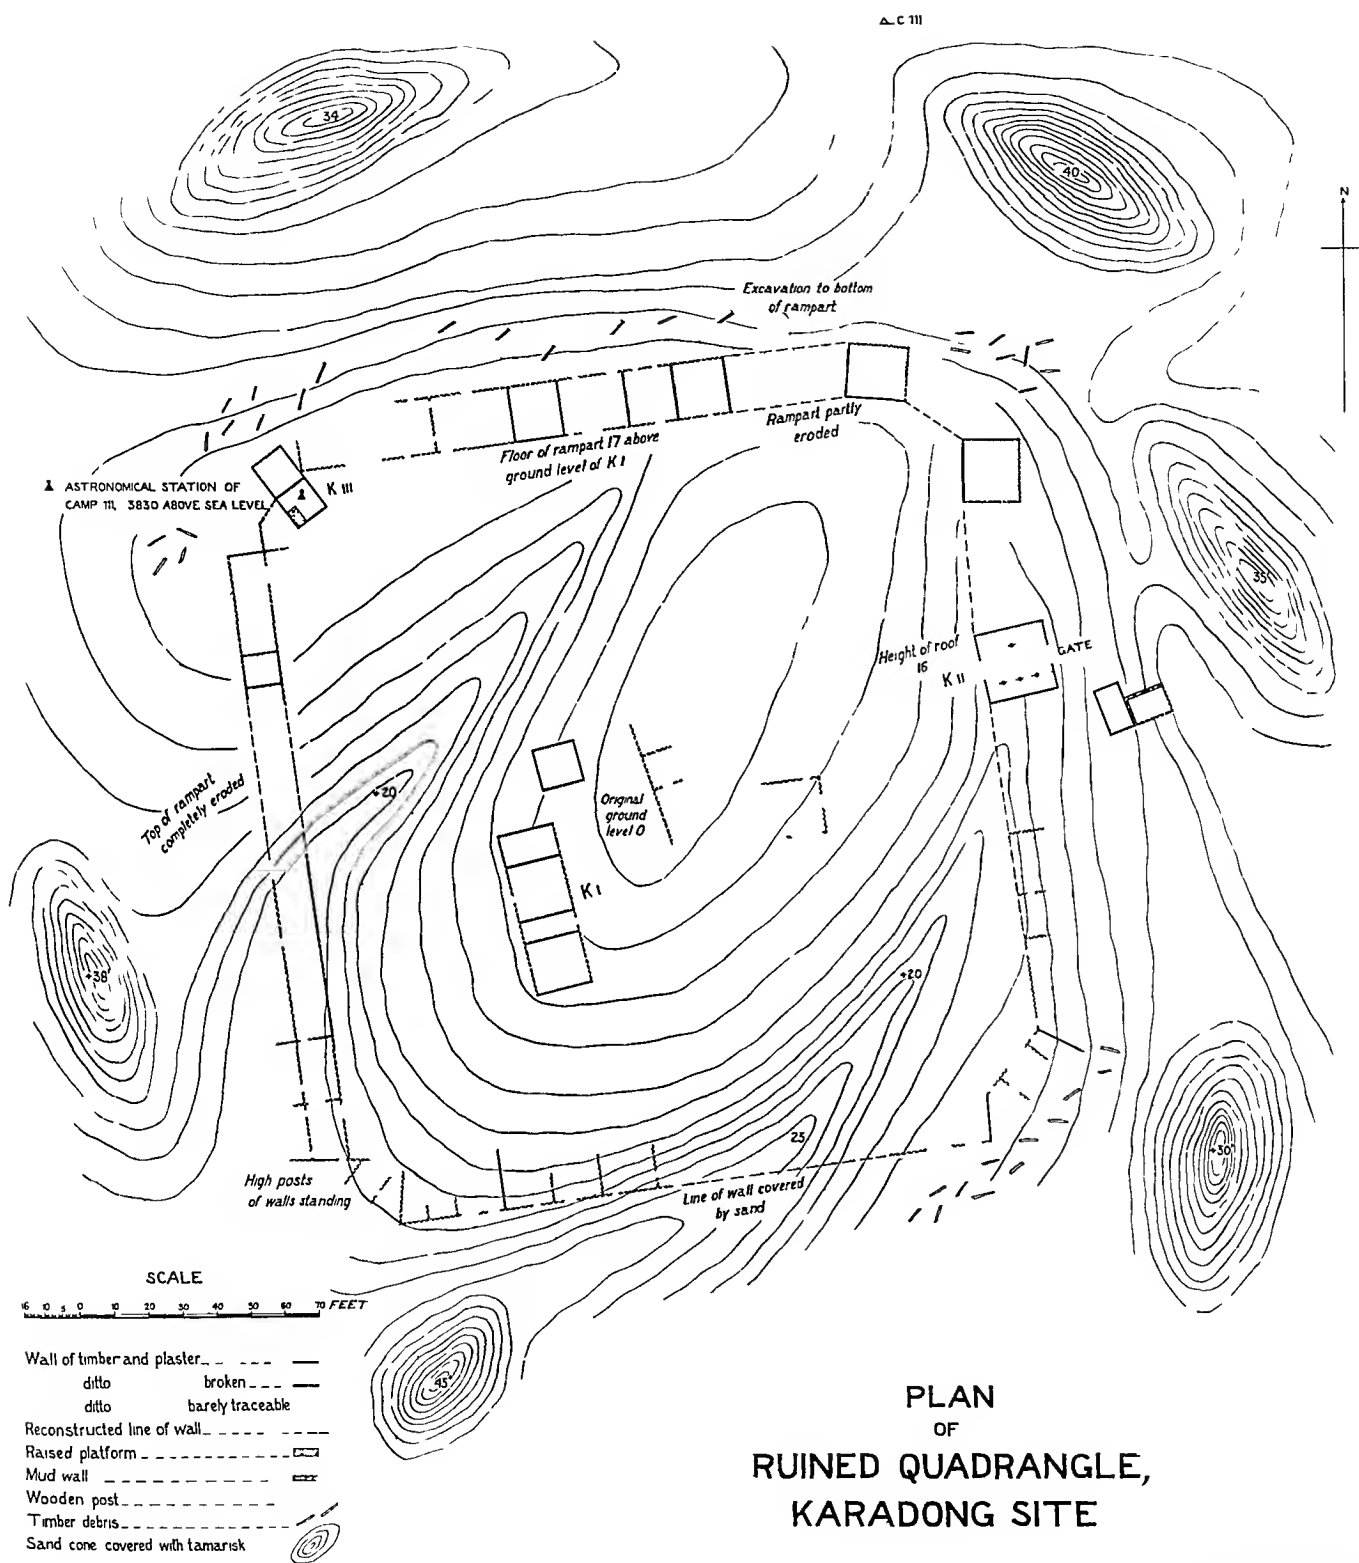 C 111
34
40
N
Excavation to bottom
of rampart
Rampart partly
eroded
Floor of rampart 17 above
ground level of K I
K III
ASTRONOMICAL STATION OF
CAMP 111, 3830 ABOVE SEA LEVEL
35
Height of roof
16
K II
GATE
Top of rampart
completely eroded
+20
Original
ground
level 0
K I
+38
+20
23
+30
High posts
of walls standing
Line of wall covered
by sand
SCALE
10 5 0 10 20 30 40 50 60 70 FEET
45
Wall of timber and plaster
ditto broken
ditto barely traceable
Reconstructed line of wall
Raised platform
Mud wall
Wooden post
Timber debris
Sand cone covered with tamarisk
PLAN
OF
RUINED QUADRANGLE,
KARADONG SITE